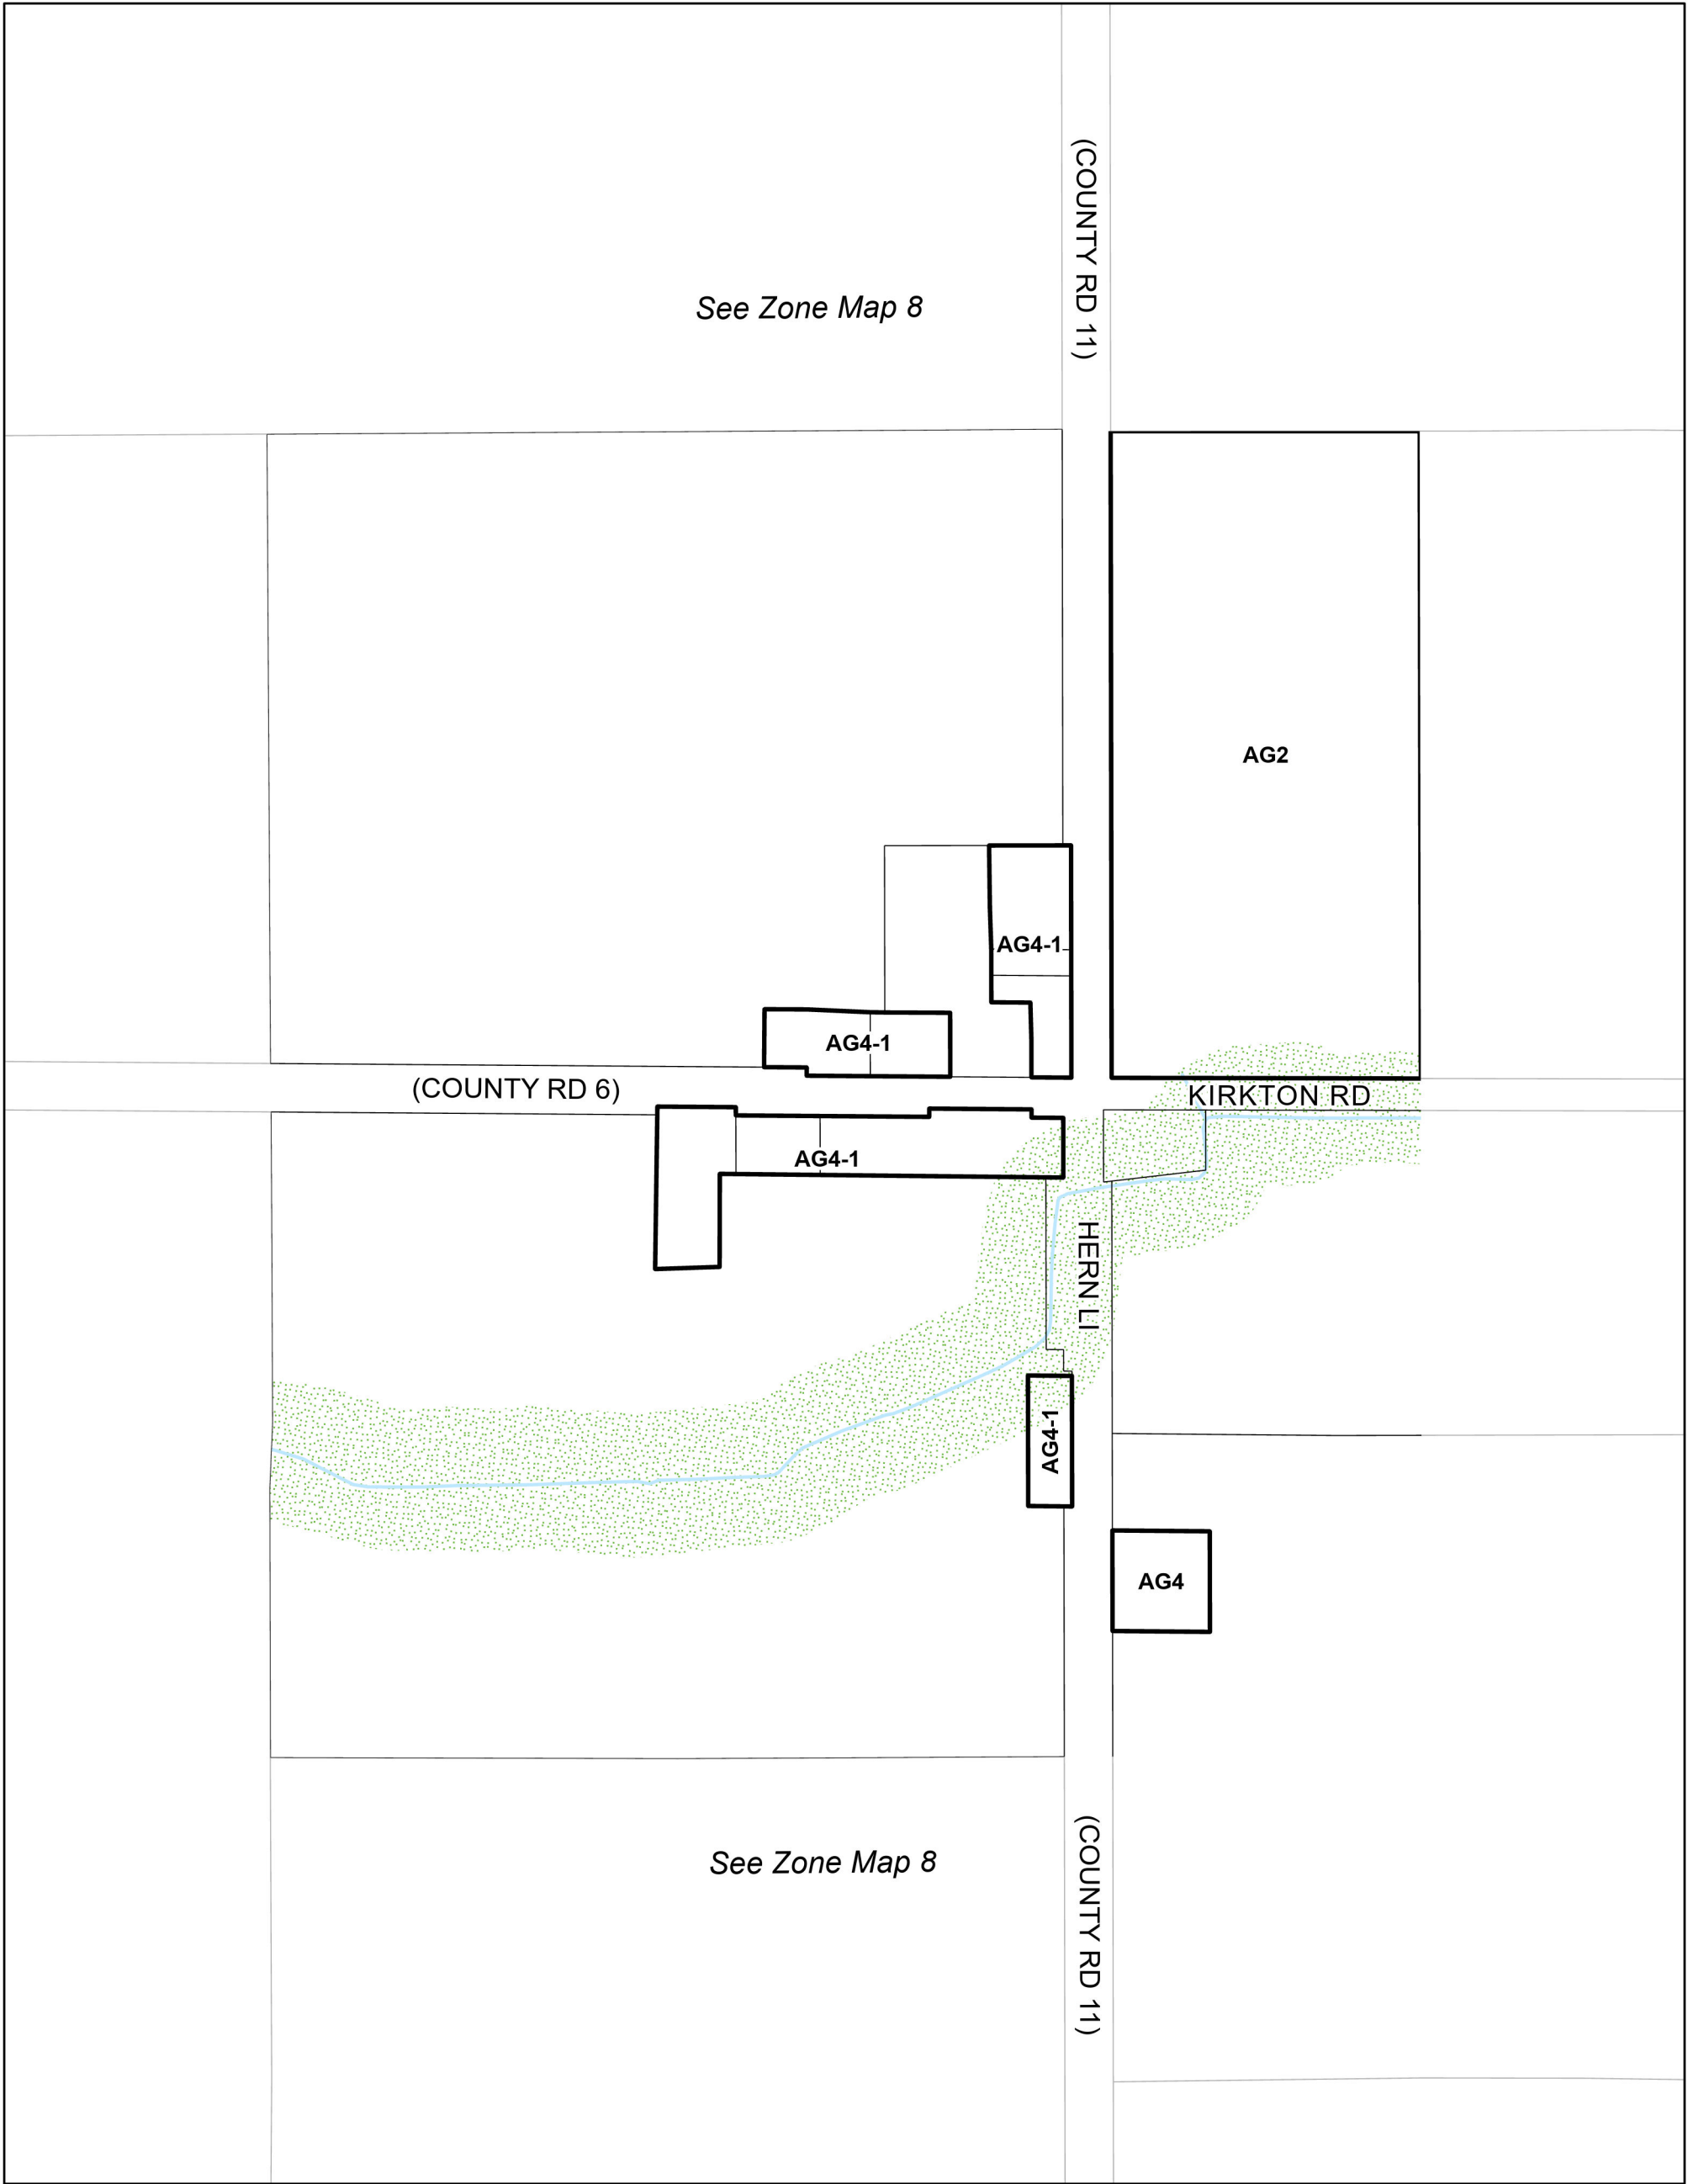 (COUNTY RD 11)
See Zone Map 8
AG2
AG4-1
AG4-1
(COUNTY RD 6)
KIRKTON RD
AG4-1
HERN LI
AG4-1
AG4
See Zone Map 8
(COUNTY RD 11)